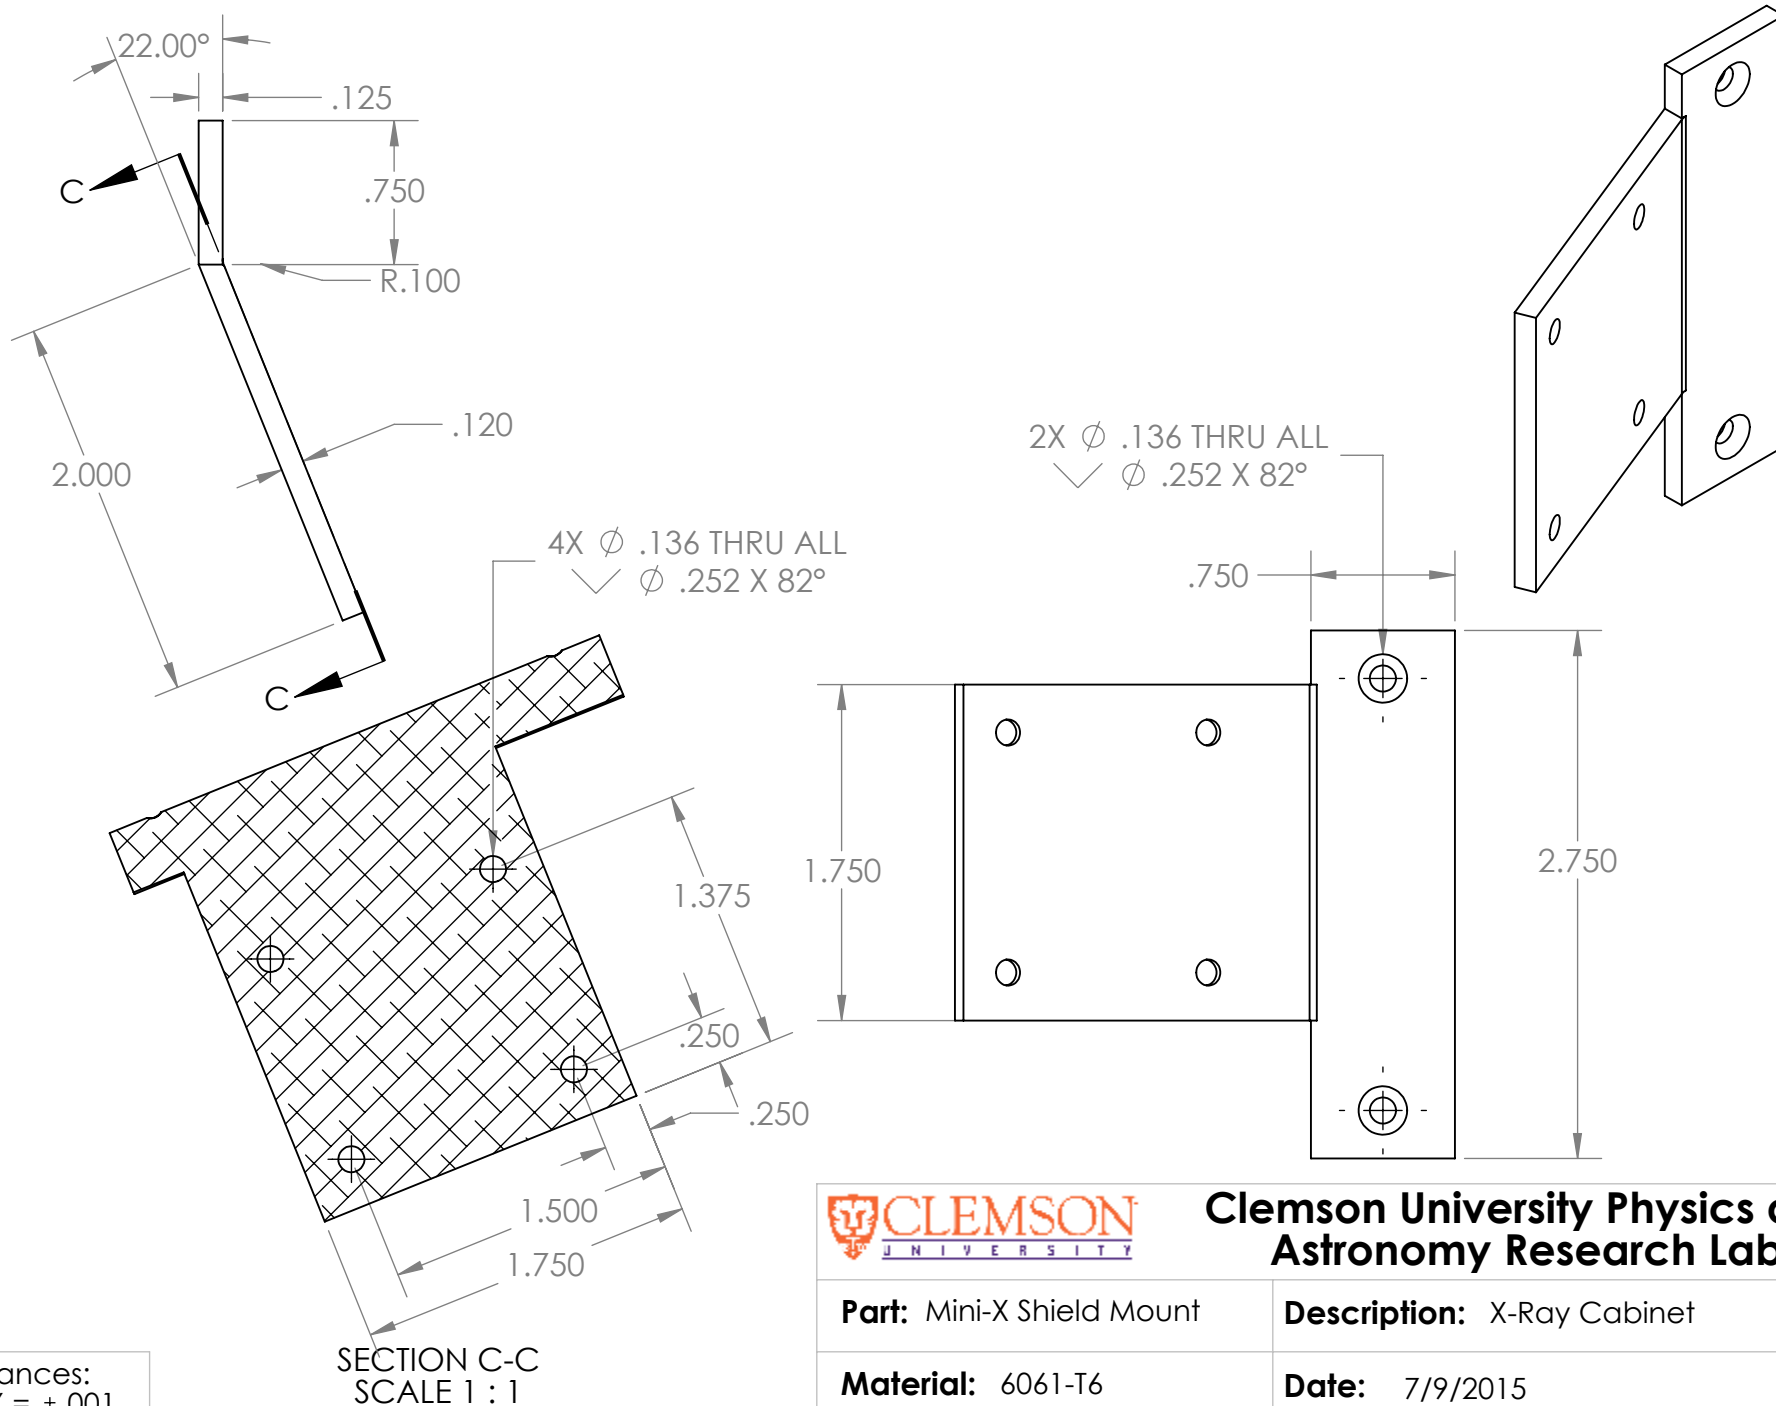 22.00°
.125
C
.750
R.100
2.000
.120
C
2X ∅ .136 THRU ALL
∅ .252 X 82°
4X ∅ .136 THRU ALL
∅ .252 X 82°
.750
1.750
2.750
1.375
.250
.250
1.500
1.750
SECTION C-C
SCALE 1 : 1
CLEMSON
UNIVERSITY
Clemson University Physics
Astronomy Research Lab
Part: Mini-X Shield Mount
Description: X-Ray Cabinet
Material: 6061-T6
Date: 7/9/2015
ances:
= ±.001